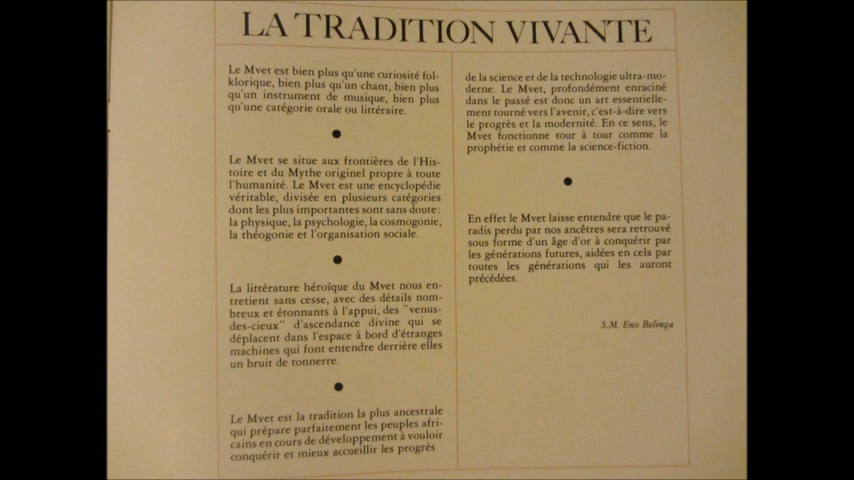 LA TRADITION VIVANTE
Le Mvet est bien plus qu'une curiosité fol-
klorique, bien plus qu'un chant, bien plus
qu'un instrument de musique, bien plus
qu'une catégorie orale ou littéraire.
●
Le Mvet se situe aux frontières de l'His-
toire et du Mythe originel propre à toute
l'humanité. Le Mvet est une encyclopédie
véritable, divisée en plusieurs catégories
dont les plus importantes sont sans doute:
la physique, la psychologie, la cosmogonie,
la théogonie et l'organisation sociale.
●
La littérature héroïque du Mvet nous en-
tretient sans cesse, avec des détails nom-
breux et étonnants à l'appui, des "venus-
des-cieux" d'ascendance divine qui se
déplacent dans l'espace à bord d'étranges
machines qui font entendre derrière elles
un bruit de tonnerre.
●
Le Mvet est la tradition la plus ancestrale
qui prépare parfaitement les peuples afri-
cains en cours de développement à vouloir
conquérir et mieux accueillir les progrès
de la science et de la technologie ultra-mo-
derne. Le Mvet, profondément enraciné
dans le passé est donc un art essentielle-
ment tourné vers l'avenir, c'est-à-dire vers
le progrès et la modernité. En ce sens, le
Mvet fonctionne tour à tour comme la
prophétie et comme la science-fiction.
●
En effet le Mvet laisse entendre que le pa-
radis perdu par nos ancêtres sera retrouvé
sous forme d'un âge d'or à conquérir par
les générations futures, aidées en cela par
toutes les générations qui les auront
précédées.
S.M. Eno Belinga